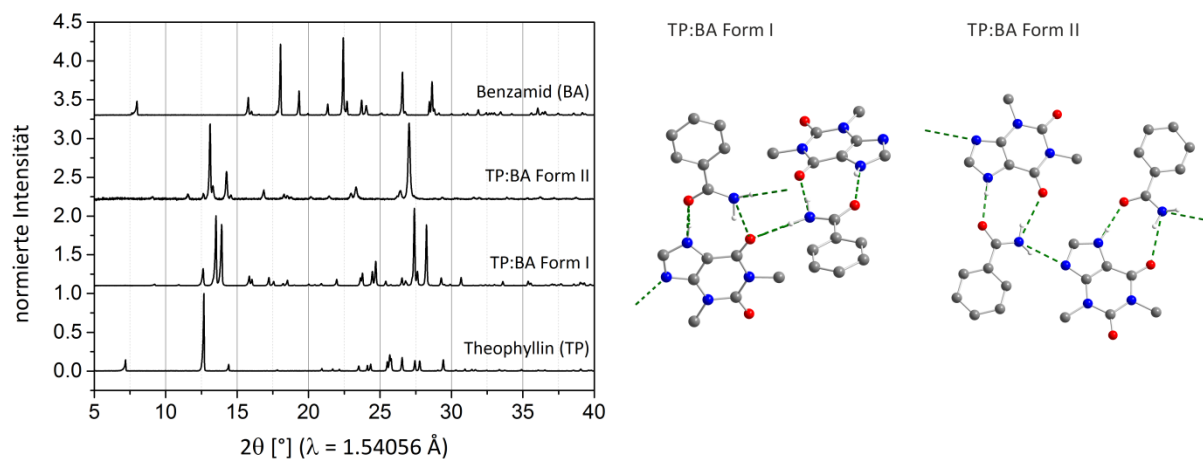 TP:BA Form I
TP:BA Form II
normierte Intensität
4.5
4.0
3.5
3.0
2.5
2.0
1.5
1.0
0.5
0.0
Benzamid (BA)
TP:BA Form II
TP:BA Form I
Theophyllin (TP)
5 10 15 20 25 30 35 40
2θ [°] (λ = 1.54056 Å)